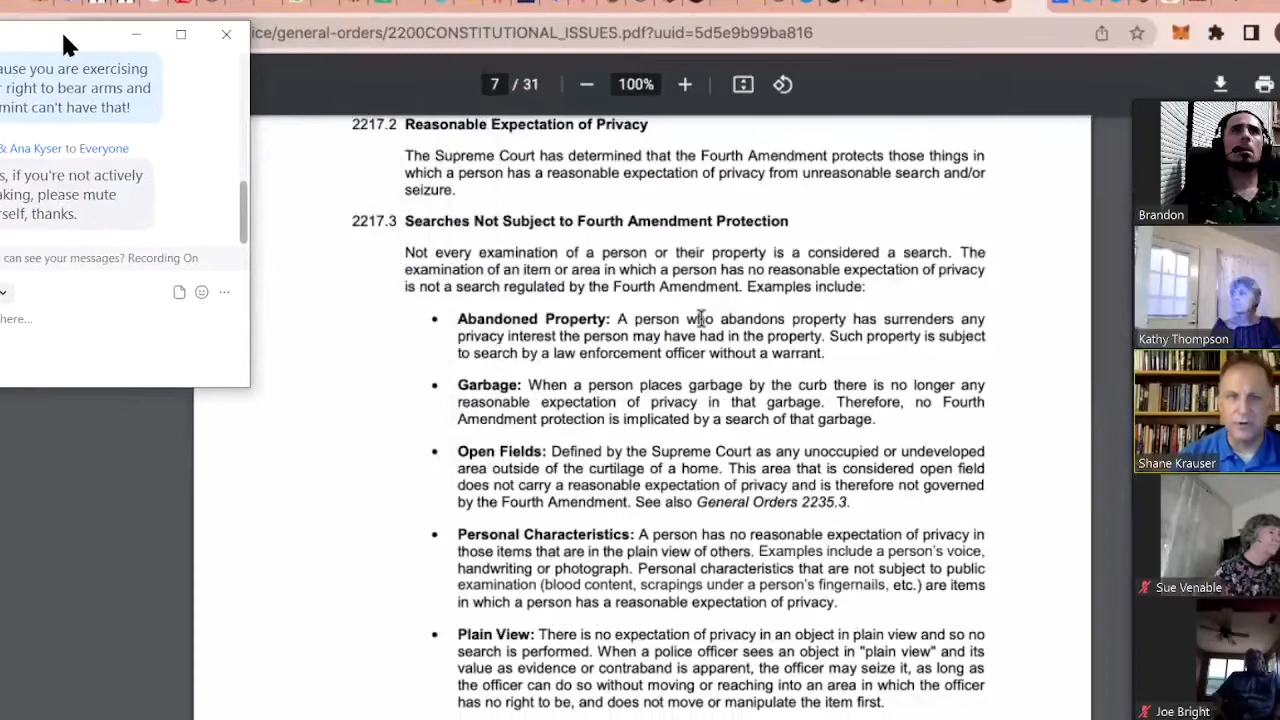 ice/general-orders/2200CONSTITUTIONAL_ISSUES.pdf?uuid=5d5e9b99ba816
7 / 31
100%
ause you are exercising
r right to bear arms and
mint can't have that!
& Ana Kyser to Everyone
s, if you're not actively
aking, please mute
rself, thanks.
can see your messages? Recording On
here...
2217.2 Reasonable Expectation of Privacy
The Supreme Court has determined that the Fourth Amendment protects those things in
which a person has a reasonable expectation of privacy from unreasonable search and/or
seizure.
2217.3 Searches Not Subject to Fourth Amendment Protection
Not every examination of a person or their property is a considered a search. The
examination of an item or area in which a person has no reasonable expectation of privacy
is not a search regulated by the Fourth Amendment. Examples include:
• Abandoned Property: A person who abandons property has surrenders any
privacy interest the person may have had in the property. Such property is subject
to search by a law enforcement officer without a warrant.
• Garbage: When a person places garbage by the curb there is no longer any
reasonable expectation of privacy in that garbage. Therefore, no Fourth
Amendment protection is implicated by a search of that garbage.
• Open Fields: Defined by the Supreme Court as any unoccupied or undeveloped
area outside of the curtilage of a home. This area that is considered open field
does not carry a reasonable expectation of privacy and is therefore not governed
by the Fourth Amendment. See also General Orders 2235.3.
• Personal Characteristics: A person has no reasonable expectation of privacy in
those items that are in the plain view of others. Examples include a person's voice,
handwriting or photograph. Personal characteristics that are not subject to public
examination (blood content, scrapings under a person's fingernails, etc.) are items
in which a person has a reasonable expectation of privacy.
• Plain View: There is no expectation of privacy in an object in plain view and so no
search is performed. When a police officer sees an object in "plain view" and its
value as evidence or contraband is apparent, the officer may seize it, as long as
the officer can do so without moving or reaching into an area in which the officer
has no right to be, and does not move or manipulate the item first.
Brandon
Kathy Thompson
Shane Krauser
Sue Venable
Joe Bright